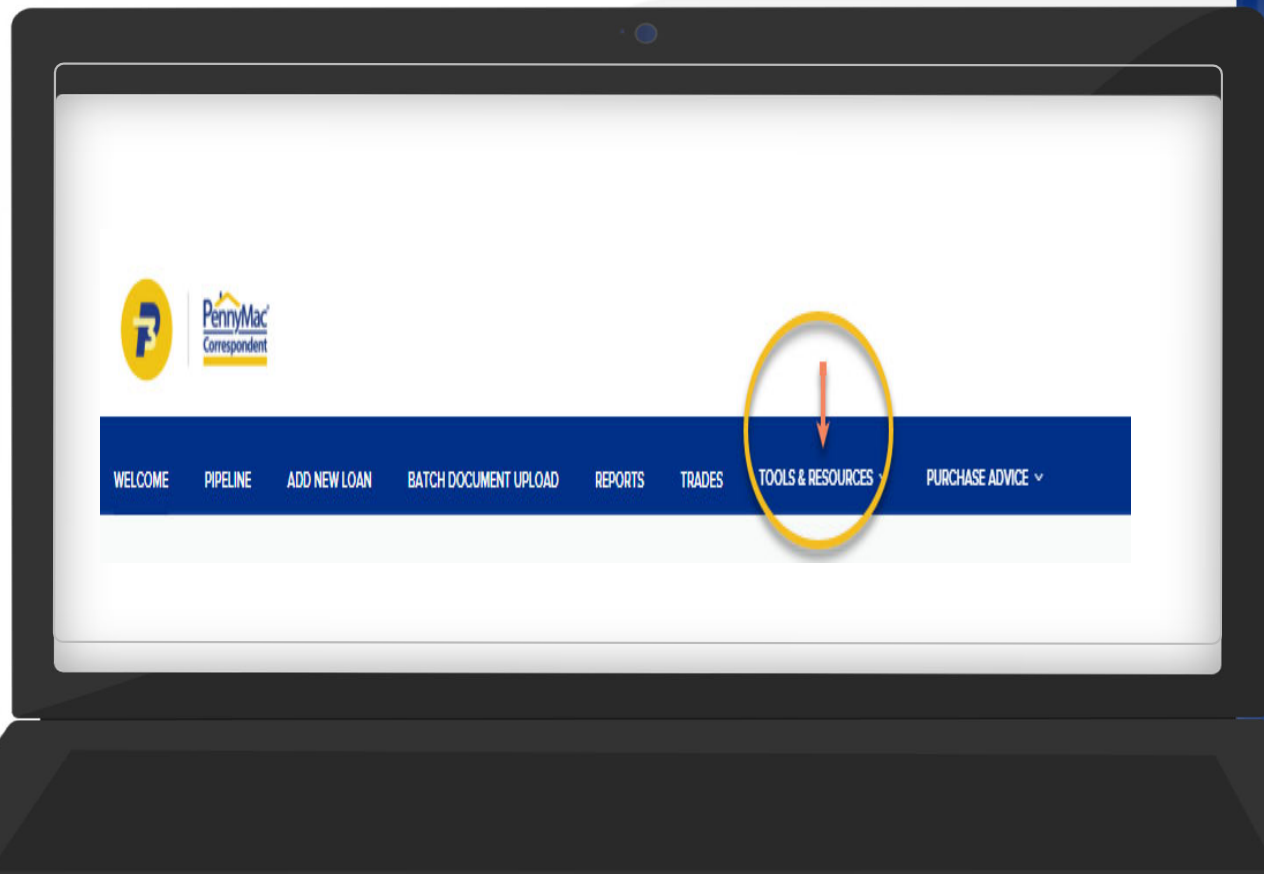 PennyMac
Correspondent
WELCOME PIPELINE ADD NEW LOAN BATCH DOCUMENT UPLOAD REPORTS TRADES TOOLS & RESOURCES PURCHASE ADVICE